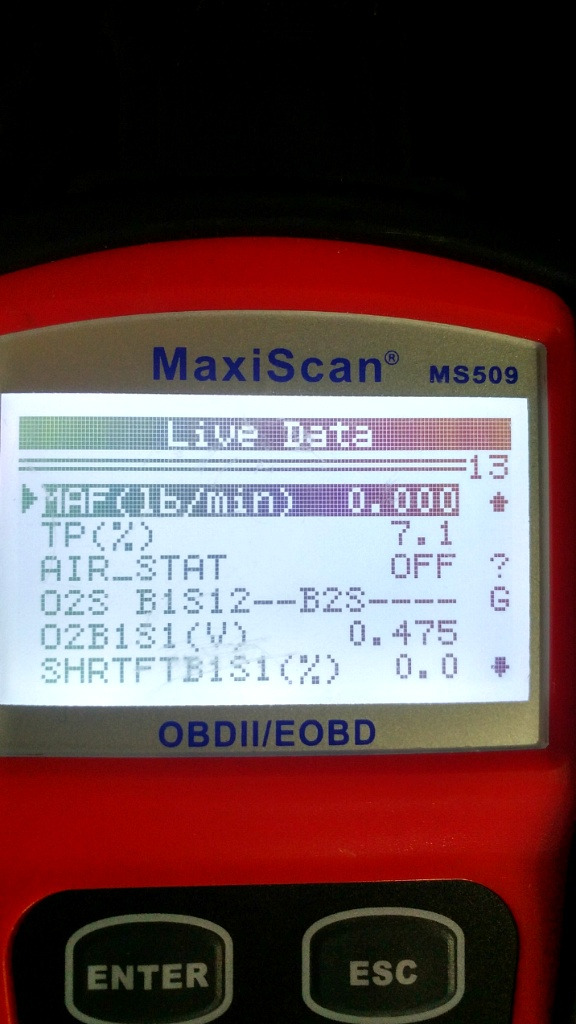 MaxiScan® MS509
Live Data
13
MAF(lb/min) 0.000
TP(%) 7.1
AIR_STAT OFF ?
O2S B1S12--B2S---- G
O2B1S1(V) 0.475
SHRTFTB1S1(%) 0.0
OBDII/EOBD
ENTER ESC